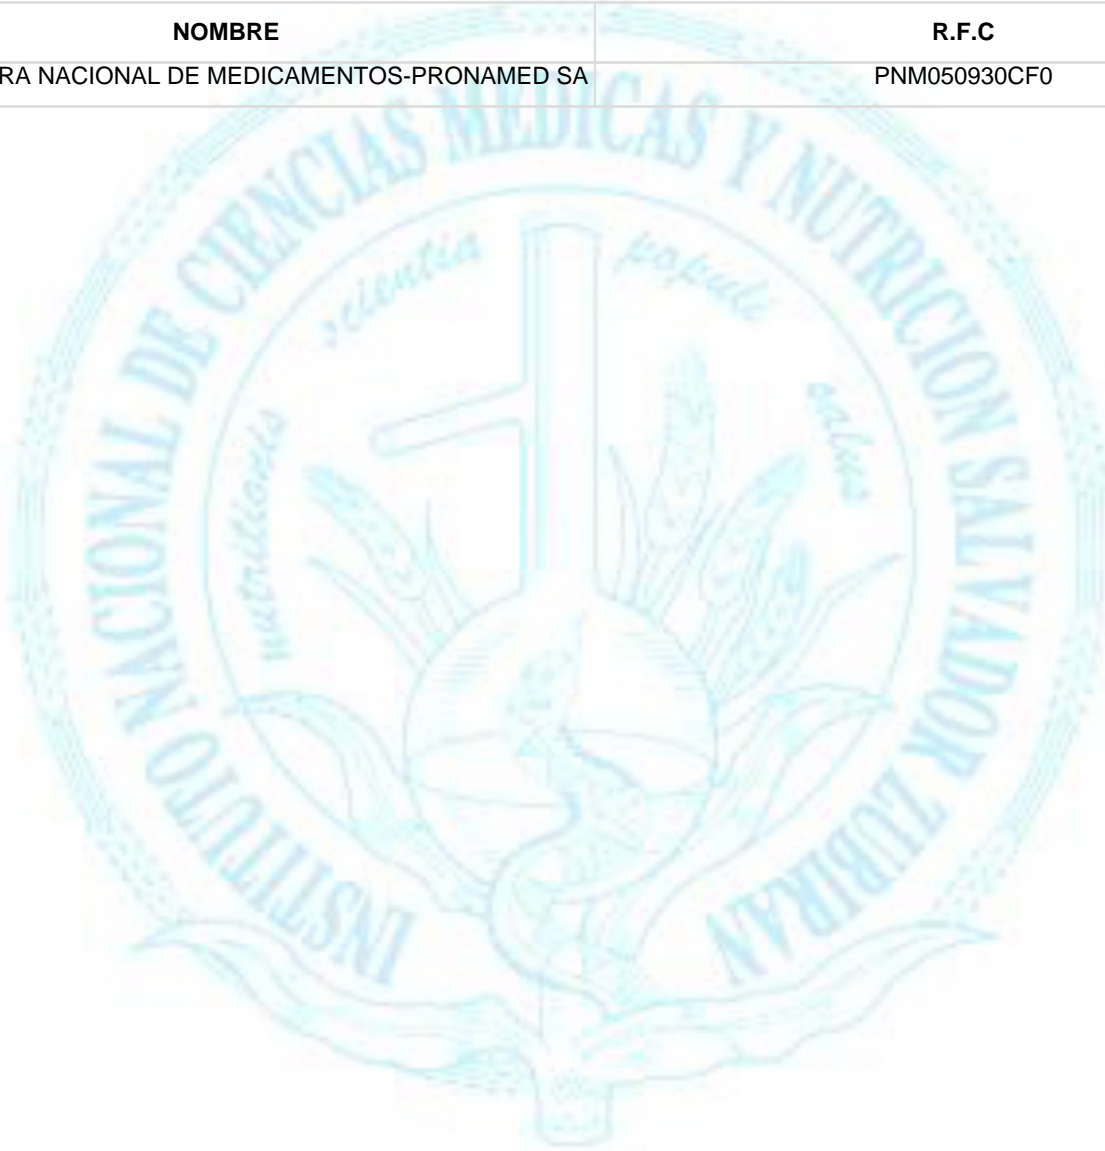 NOMBRE R.F.C
RA NACIONAL DE MEDICAMENTOS-PRONAMED SA PNM050930CF0
INSTITUTO NACIONAL DE CIENCIAS MEDICAS Y NUTRICION SALVADOR ZUBIRAN
nutritionis scientia populi salus